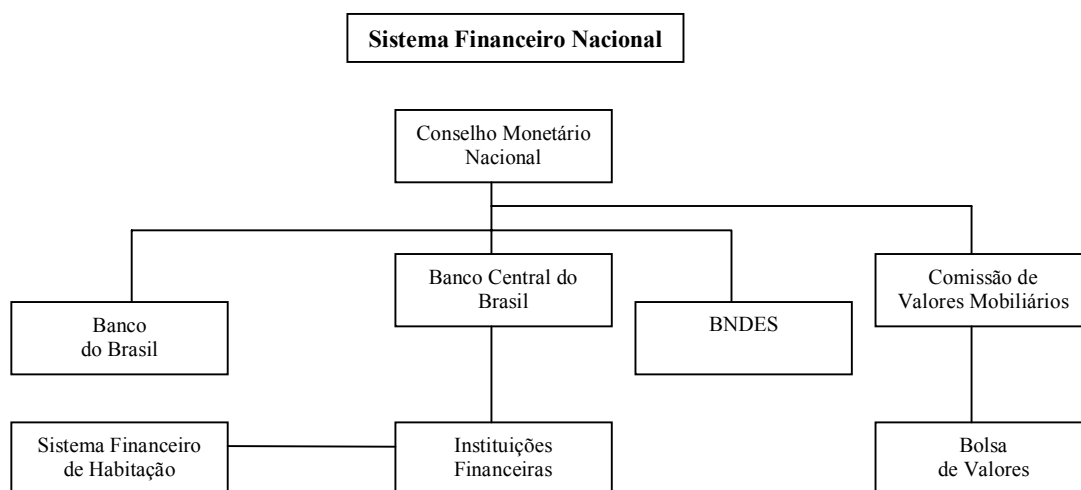 Sistema Financeiro Nacional
Conselho Monetário
Nacional
Banco Central do
Brasil
Comissão de
Valores Mobiliários
Banco
do Brasil
BNDES
Sistema Financeiro
de Habitação
Instituições
Financeiras
Bolsa
de Valores